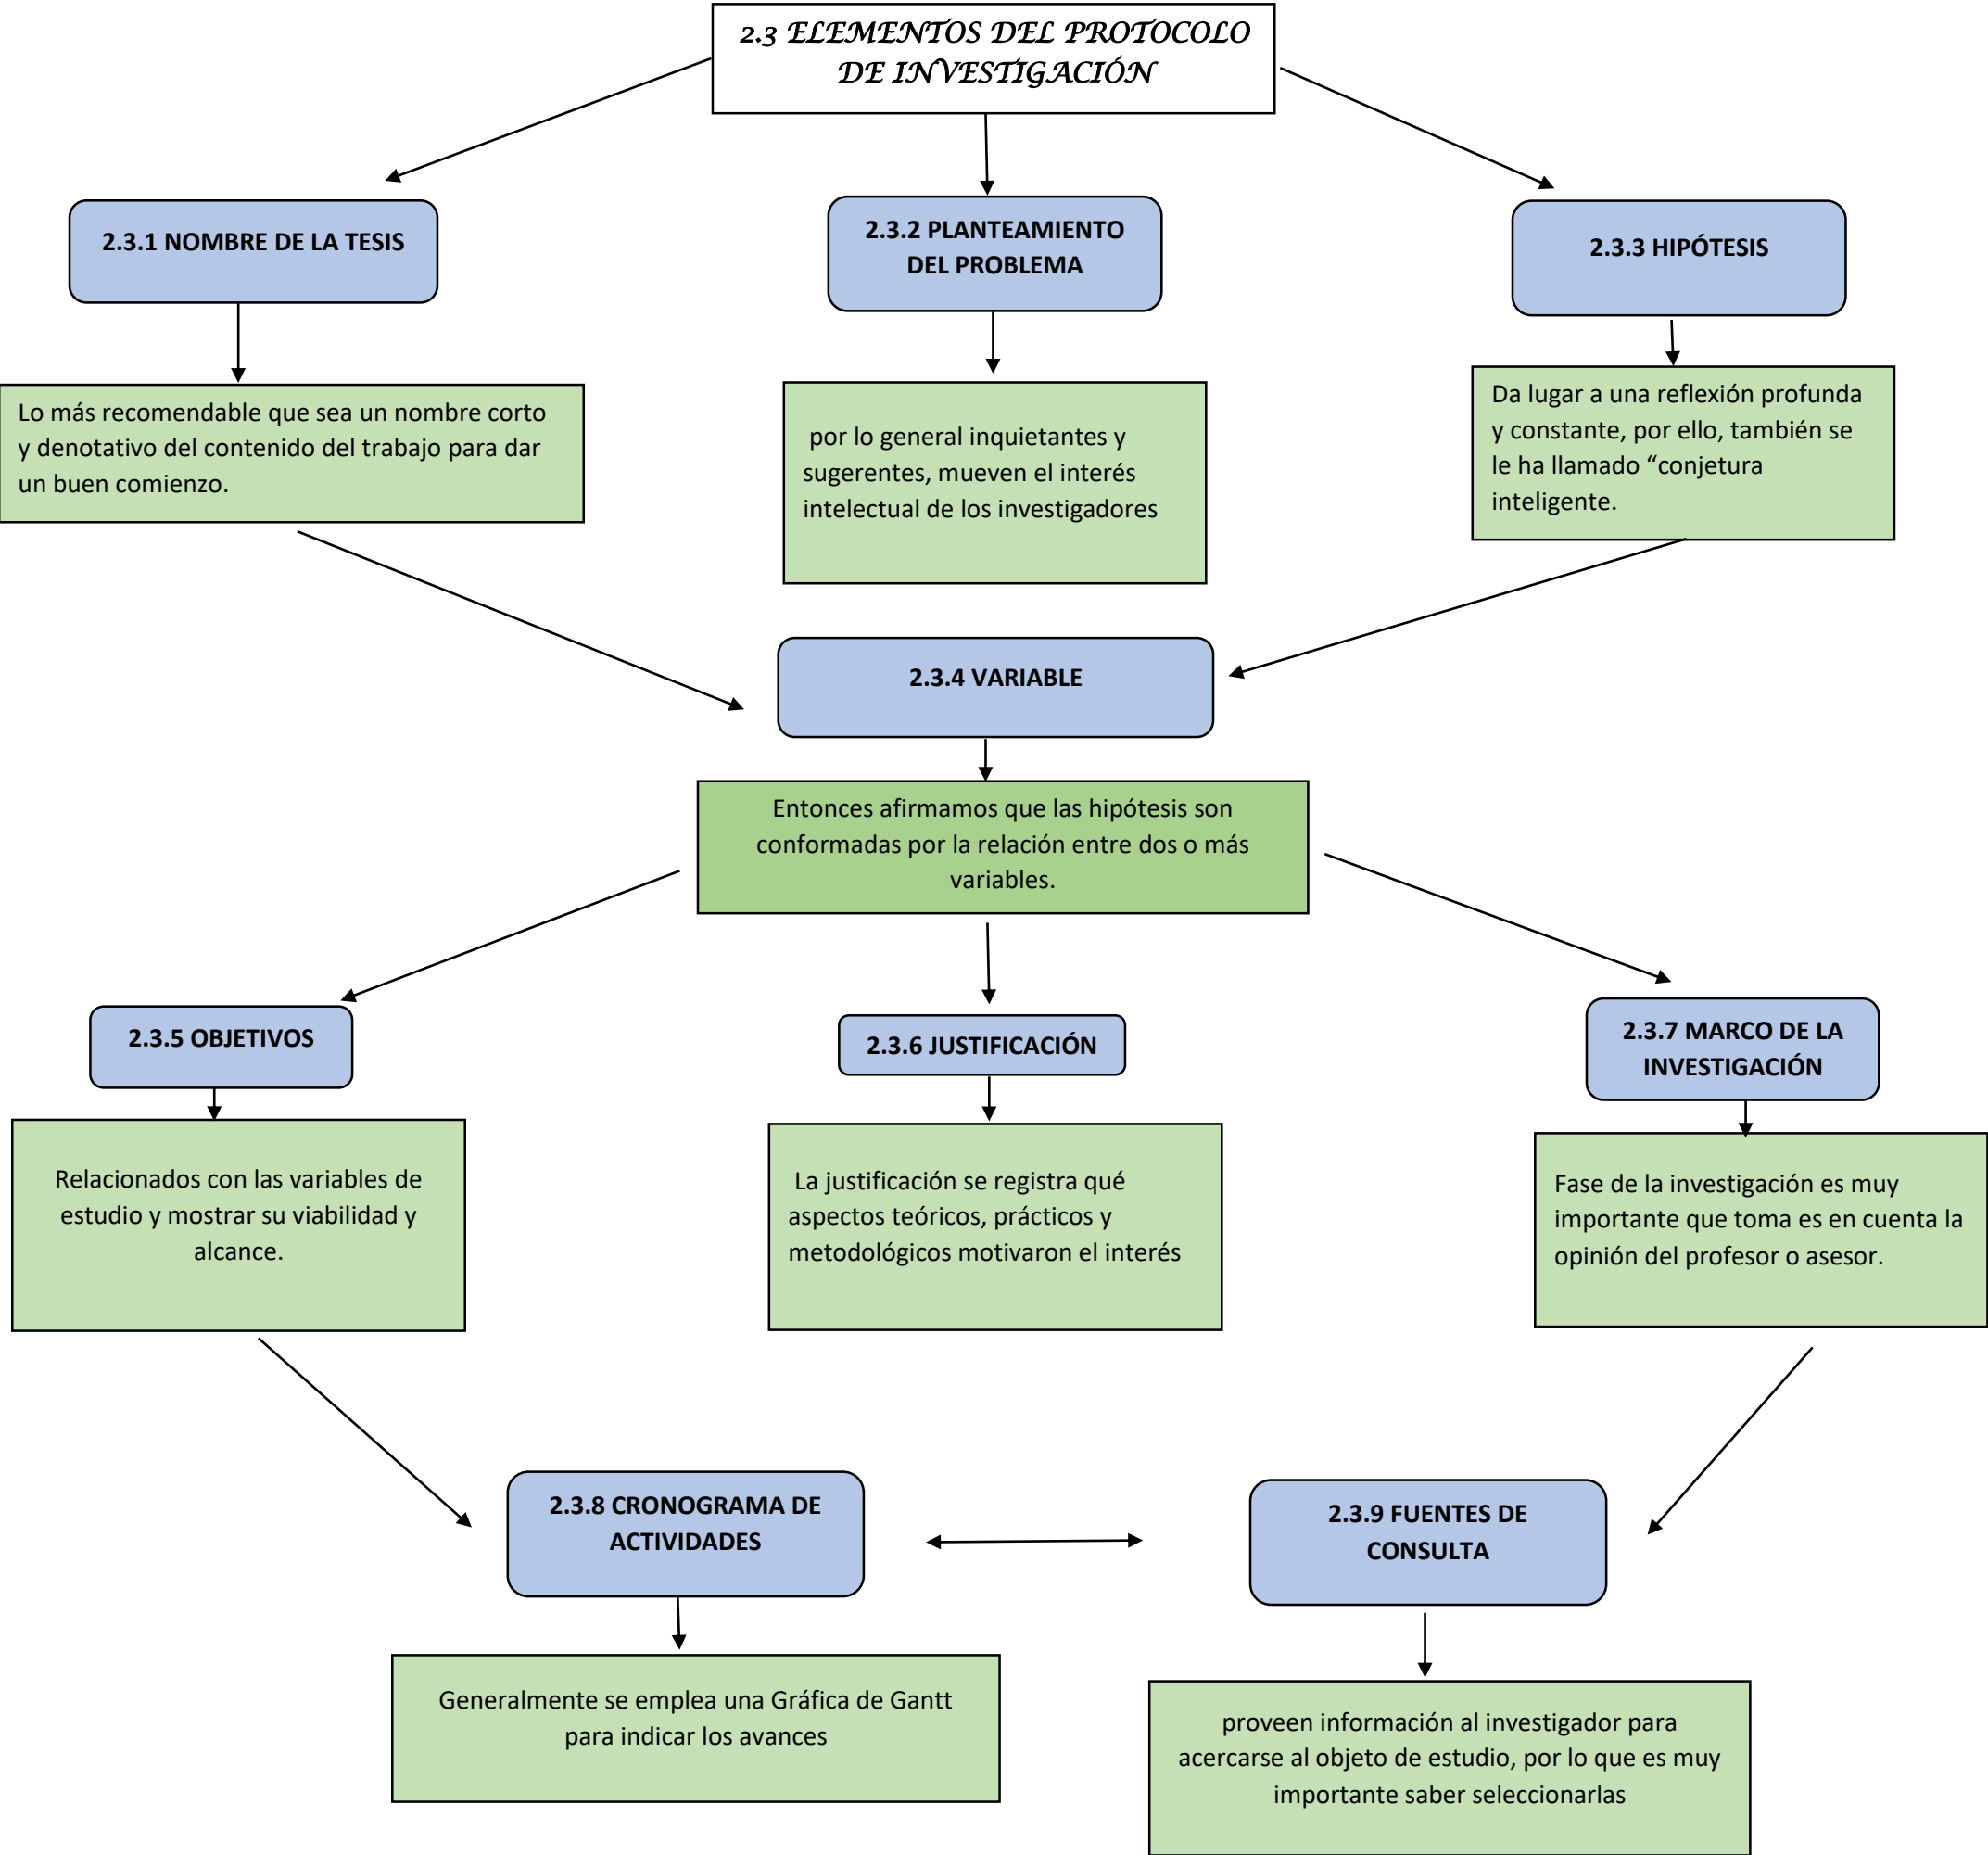 2.3 ELEMENTOS DEL PROTOCOLO
DE INVESTIGACIÓN
2.3.1 NOMBRE DE LA TESIS
2.3.2 PLANTEAMIENTO
DEL PROBLEMA
2.3.3 HIPÓTESIS
Lo más recomendable que sea un nombre corto
y denotativo del contenido del trabajo para dar
un buen comienzo.
por lo general inquietantes y
sugerentes, mueven el interés
intelectual de los investigadores
Da lugar a una reflexión profunda
y constante, por ello, también se
le ha llamado “conjetura
inteligente.
2.3.4 VARIABLE
Entonces afirmamos que las hipótesis son
conformadas por la relación entre dos o más
variables.
2.3.5 OBJETIVOS
2.3.6 JUSTIFICACIÓN
2.3.7 MARCO DE LA
INVESTIGACIÓN
Relacionados con las variables de
estudio y mostrar su viabilidad y
alcance.
La justificación se registra qué
aspectos teóricos, prácticos y
metodológicos motivaron el interés
Fase de la investigación es muy
importante que toma es en cuenta la
opinión del profesor o asesor.
2.3.8 CRONOGRAMA DE
ACTIVIDADES
2.3.9 FUENTES DE
CONSULTA
Generalmente se emplea una Gráfica de Gantt
para indicar los avances
proveen información al investigador para
acercarse al objeto de estudio, por lo que es muy
importante saber seleccionarlas